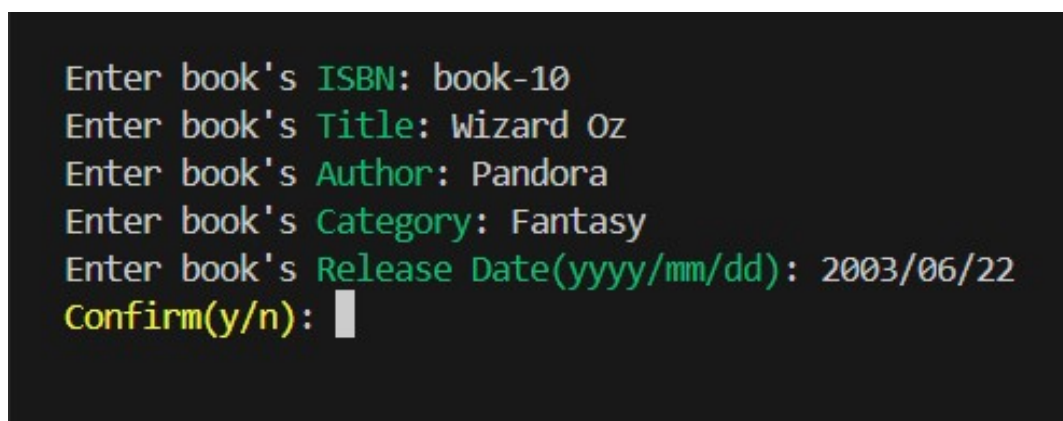 Enter book's ISBN: book-10
Enter book's Title: Wizard Oz
Enter book's Author: Pandora
Enter book's Category: Fantasy
Enter book's Release Date(yyyy/mm/dd): 2003/06/22
Confirm(y/n):